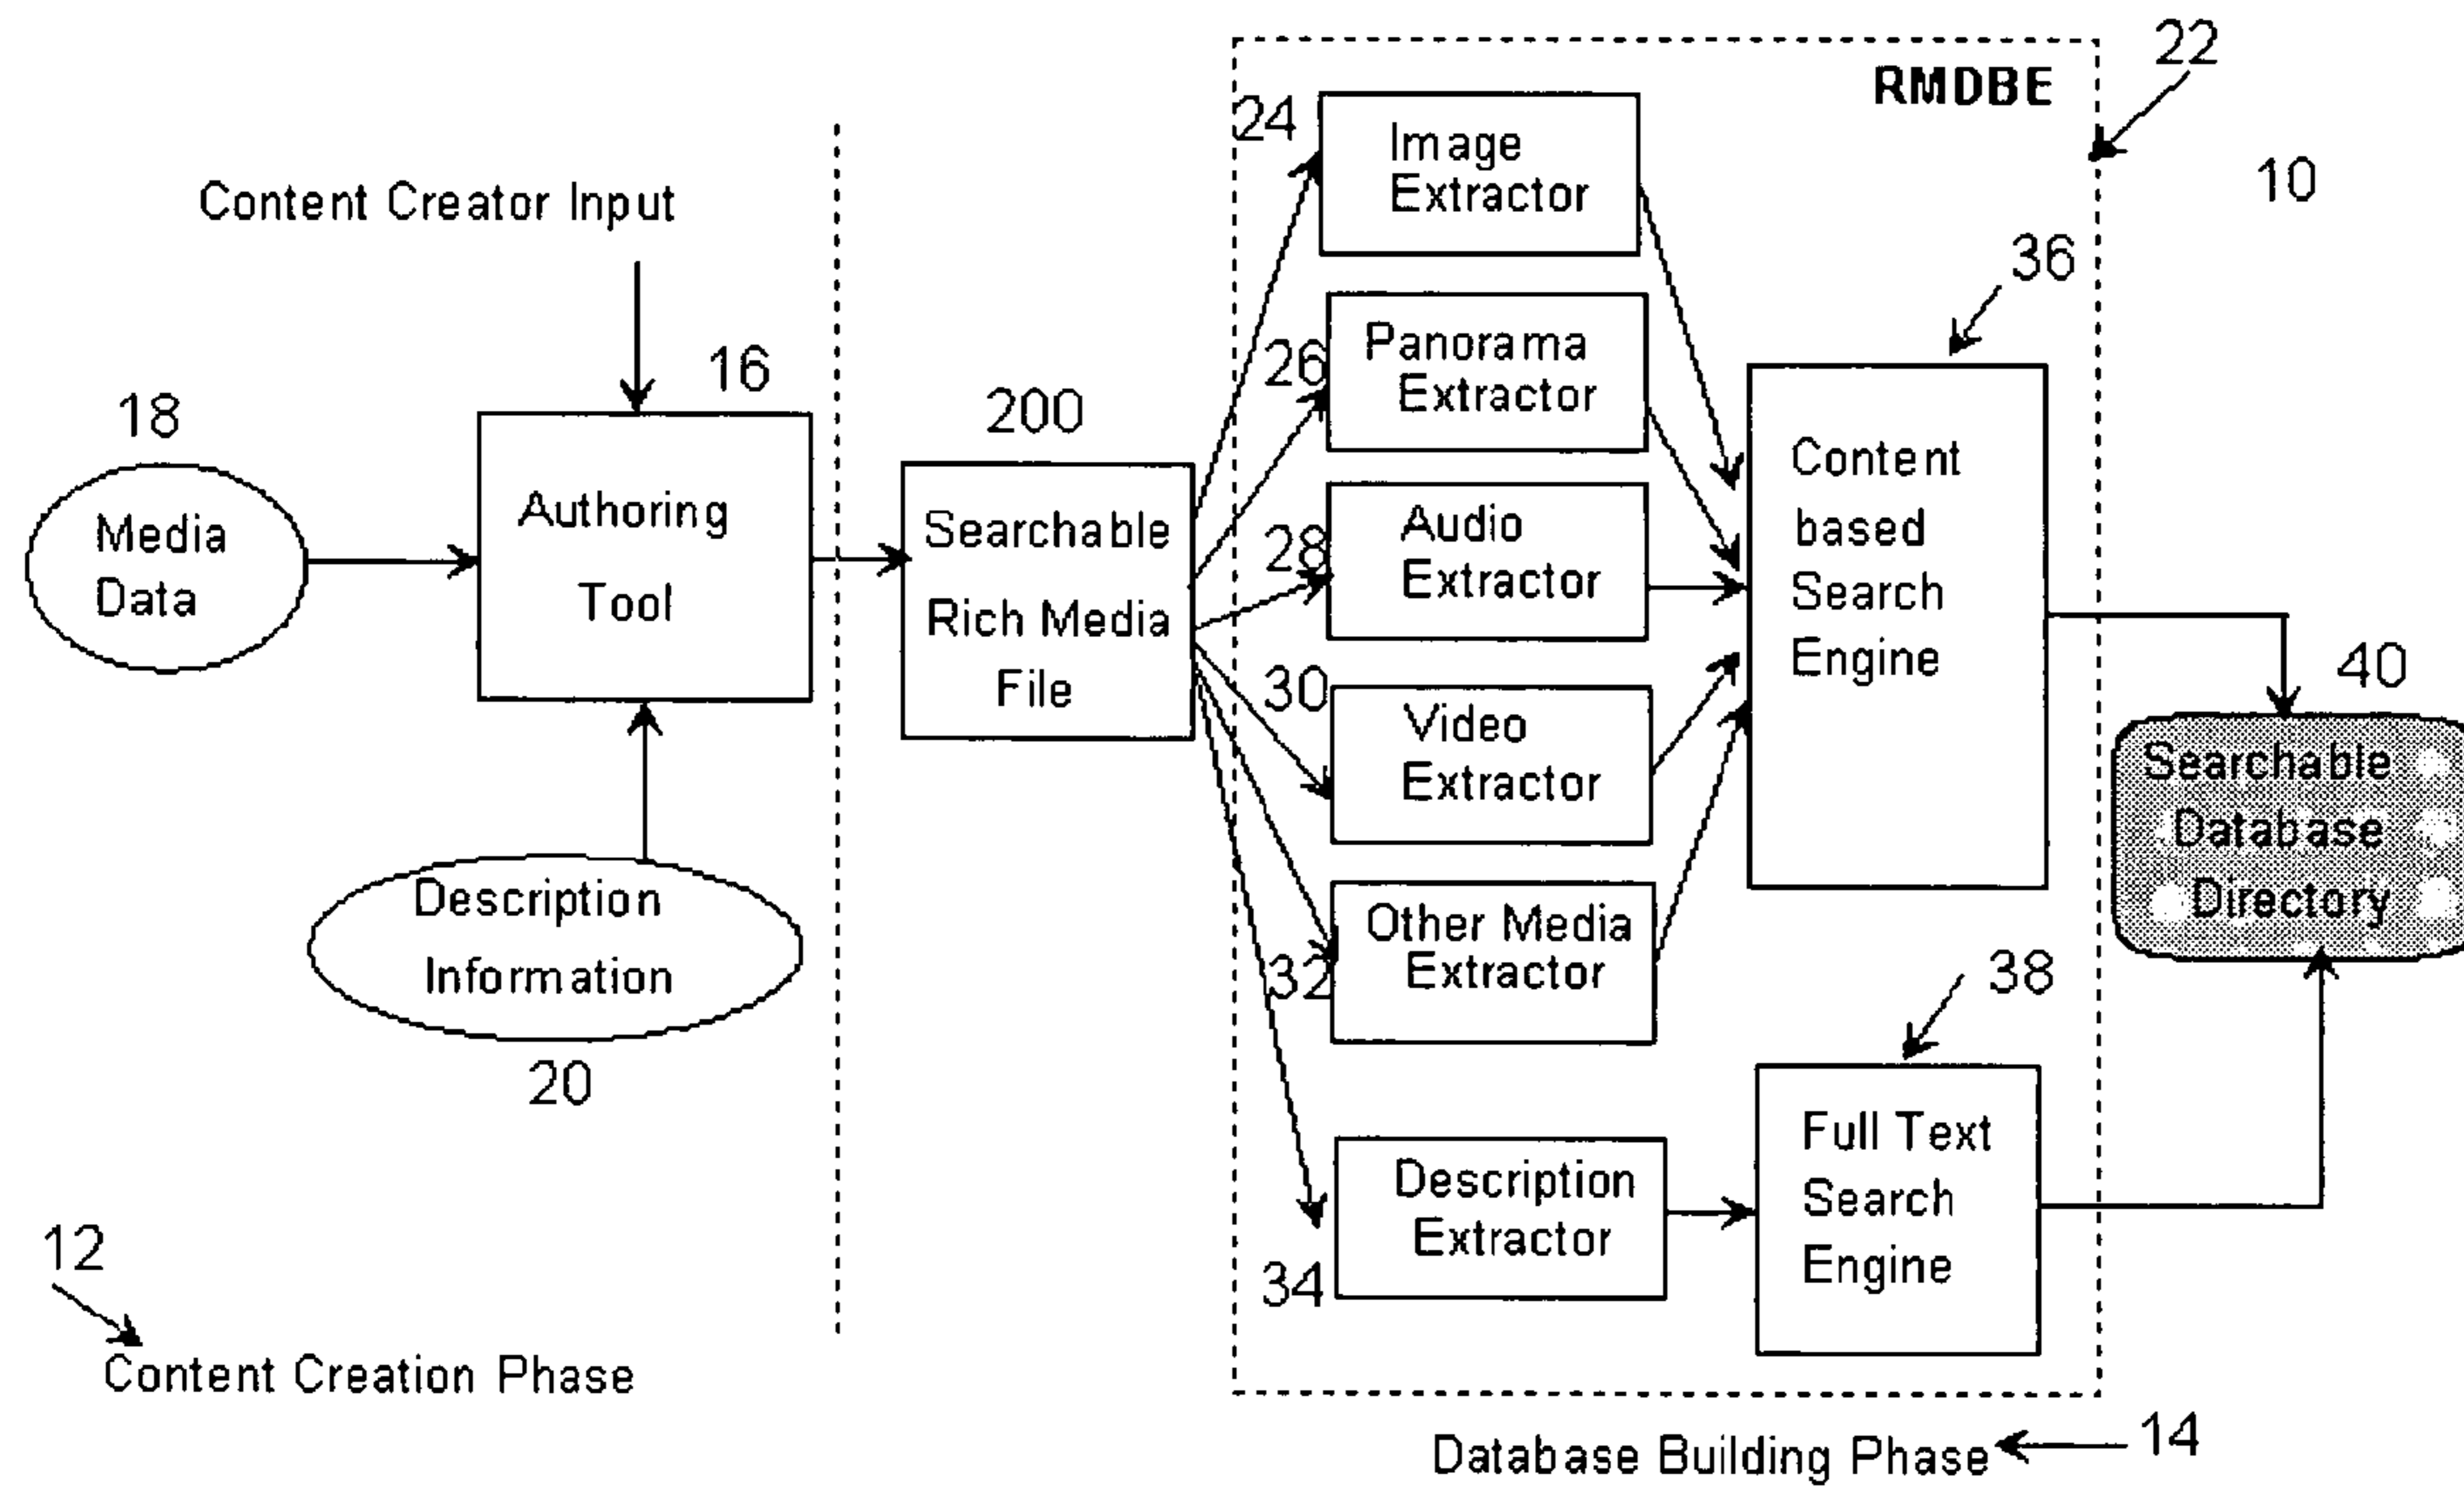 22
RMDBE
24
Image
Extractor
10
Content Creator Input
36
16
26
Panorama
Extractor
18
200
Content
based
Search
Engine
Media
Data
Authoring
Tool
Searchable
Rich Media
File
28
Audio
Extractor
30
Video
Extractor
40
Searchable
Database
Directory
Description
Information
20
32
Other Media
Extractor
38
Full Text
Search
Engine
Description
Extractor
34
12
Content Creation Phase
Database Building Phase
14